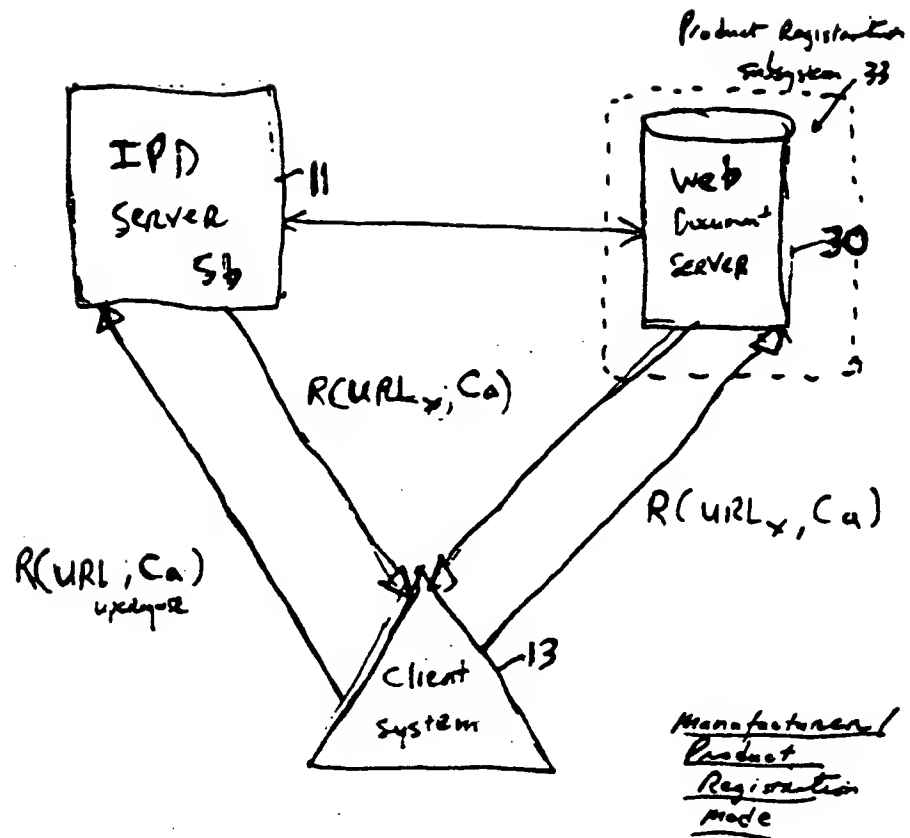 Product Registration
Subsystem 33
IPD
Server
Sb
11
Web
Document
Server
30
R(URLx; Ca)
R(URLx, Ca)
R(URL; Ca)
Client
System
13
Manufacturer /
Product
Registration
Mode